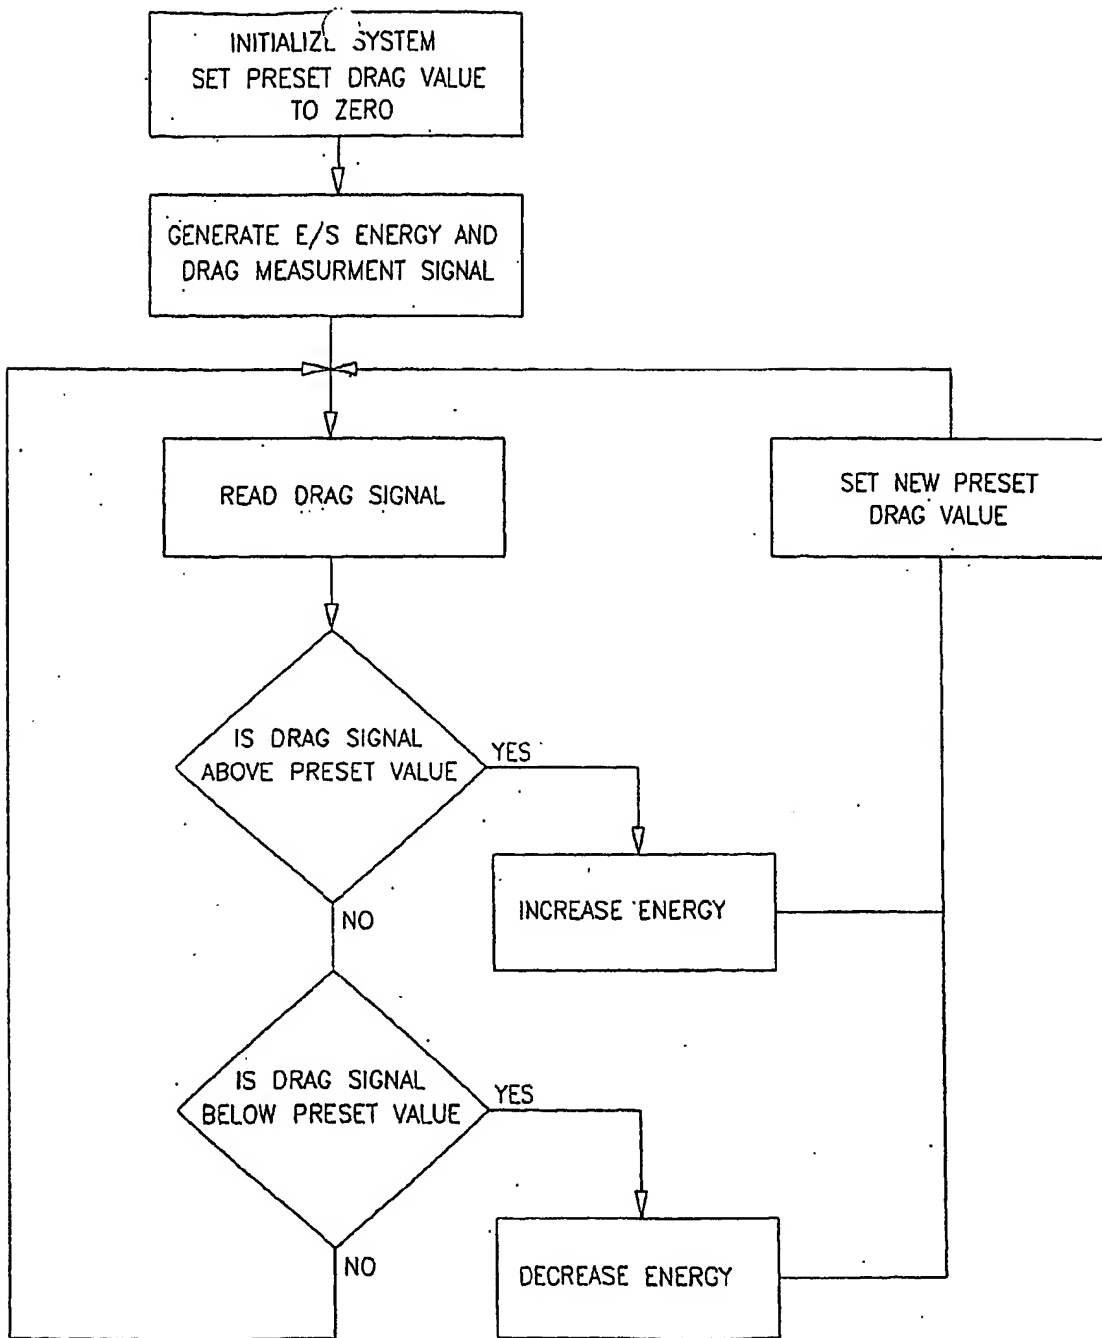 INITIALIZE SYSTEM
SET PRESET DRAG VALUE
TO ZERO
GENERATE E/S ENERGY AND
DRAG MEASURMENT SIGNAL
READ DRAG SIGNAL
SET NEW PRESET
DRAG VALUE
IS DRAG SIGNAL
ABOVE PRESET VALUE
YES
INCREASE ENERGY
NO
IS DRAG SIGNAL
BELOW PRESET VALUE
YES
DECREASE ENERGY
NO